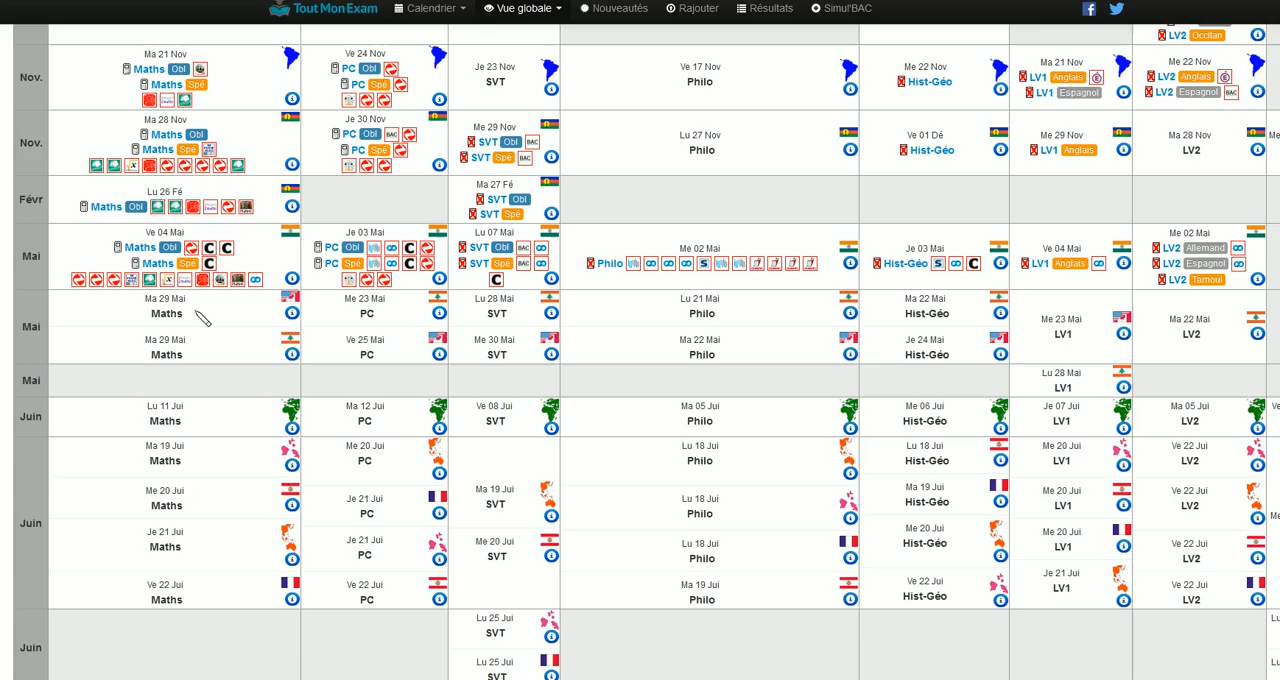 Tout Mon Exam Calendrier Vue globale Nouveautés Rajouter Résultats Simul'BAC
LV2 Occitan
Nov.
Ma 21 Nov
Maths Obl
Maths Spé
Ve 24 Nov
PC Obl
PC Spé
Je 23 Nov
SVT
Ve 17 Nov
Philo
Me 22 Nov
Hist-Géo
Ma 21 Nov
LV1 Anglais
LV1 Espagnol
Me 22 Nov
LV2 Anglais
LV2 Espagnol BAC
Nov.
Ma 28 Nov
Maths Obl
Maths Spé
Je 30 Nov
PC Obl BAC
PC Spé
Me 29 Nov
SVT Obl BAC
SVT Spé BAC
Lu 27 Nov
Philo
Ve 01 Dé
Hist-Géo
Me 29 Nov
LV1 Anglais
Ma 28 Nov
LV2
Me
Févr
Lu 26 Fé
Maths Obl
Ma 27 Fé
SVT Obl
SVT Spé
Mai
Ve 04 Mai
Maths Obl C C
Maths Spé C
Je 03 Mai
PC Obl C
PC Spé C
Lu 07 Mai
SVT Obl BAC
SVT Spé BAC
C
Me 02 Mai
Philo S
Je 03 Mai
Hist-Géo S C
Ve 04 Mai
LV1 Anglais
Me 02 Mai
LV2 Allemand
LV2 Espagnol
LV2 Tamoul
Mai
Ma 29 Mai
Maths
Ma 29 Mai
Maths
Me 23 Mai
PC
Ve 25 Mai
PC
Lu 28 Mai
SVT
Me 30 Mai
SVT
Lu 21 Mai
Philo
Ma 22 Mai
Philo
Ma 22 Mai
Hist-Géo
Je 24 Mai
Hist-Géo
Me 23 Mai
LV1
Ma 22 Mai
LV2
Mai
Lu 28 Mai
LV1
Juin
Lu 11 Jui
Maths
Ma 12 Jui
PC
Ve 08 Jui
SVT
Ma 05 Jui
Philo
Me 06 Jui
Hist-Géo
Je 07 Jui
LV1
Ma 05 Jui
LV2
Ve
Juin
Ma 19 Jui
Maths
Me 20 Jui
Maths
Je 21 Jui
Maths
Ve 22 Jui
Maths
Me 20 Jui
PC
Je 21 Jui
PC
Je 21 Jui
PC
Ve 22 Jui
PC
Ma 19 Jui
SVT
Me 20 Jui
SVT
Lu 18 Jui
Philo
Lu 18 Jui
Philo
Lu 18 Jui
Philo
Ma 19 Jui
Philo
Lu 18 Jui
Hist-Géo
Ma 19 Jui
Hist-Géo
Me 20 Jui
Hist-Géo
Ve 22 Jui
Hist-Géo
Me 20 Jui
LV1
Me 20 Jui
LV1
Me 20 Jui
LV1
Je 21 Jui
LV1
Ve 22 Jui
LV2
Ve 22 Jui
LV2
Ve 22 Jui
LV2
Ve 22 Jui
LV2
Me
Juin
Lu 25 Jui
SVT
Lu 25 Jui
SVT
Lu
Lu